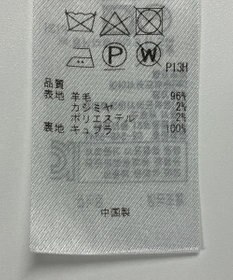 P W
P13H
品質
表地 羊毛 96%
カシミヤ 2%
ポリエステル 2%
裏地 キュプラ 100%
中国製